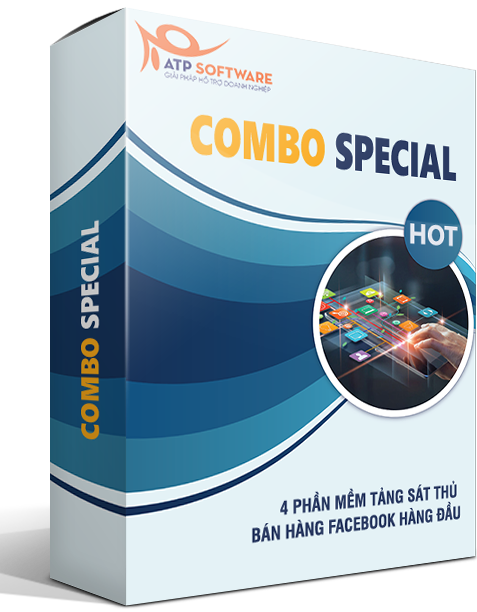 ATP SOFTWARE
GIẢI PHÁP HỖ TRỢ DOANH NGHIỆP
COMBO SPECIAL
HOT
COMBO SPECIAL
4 PHẦN MỀM TẢNG SÁT THỦ
BÁN HÀNG FACEBOOK HÀNG ĐẦU